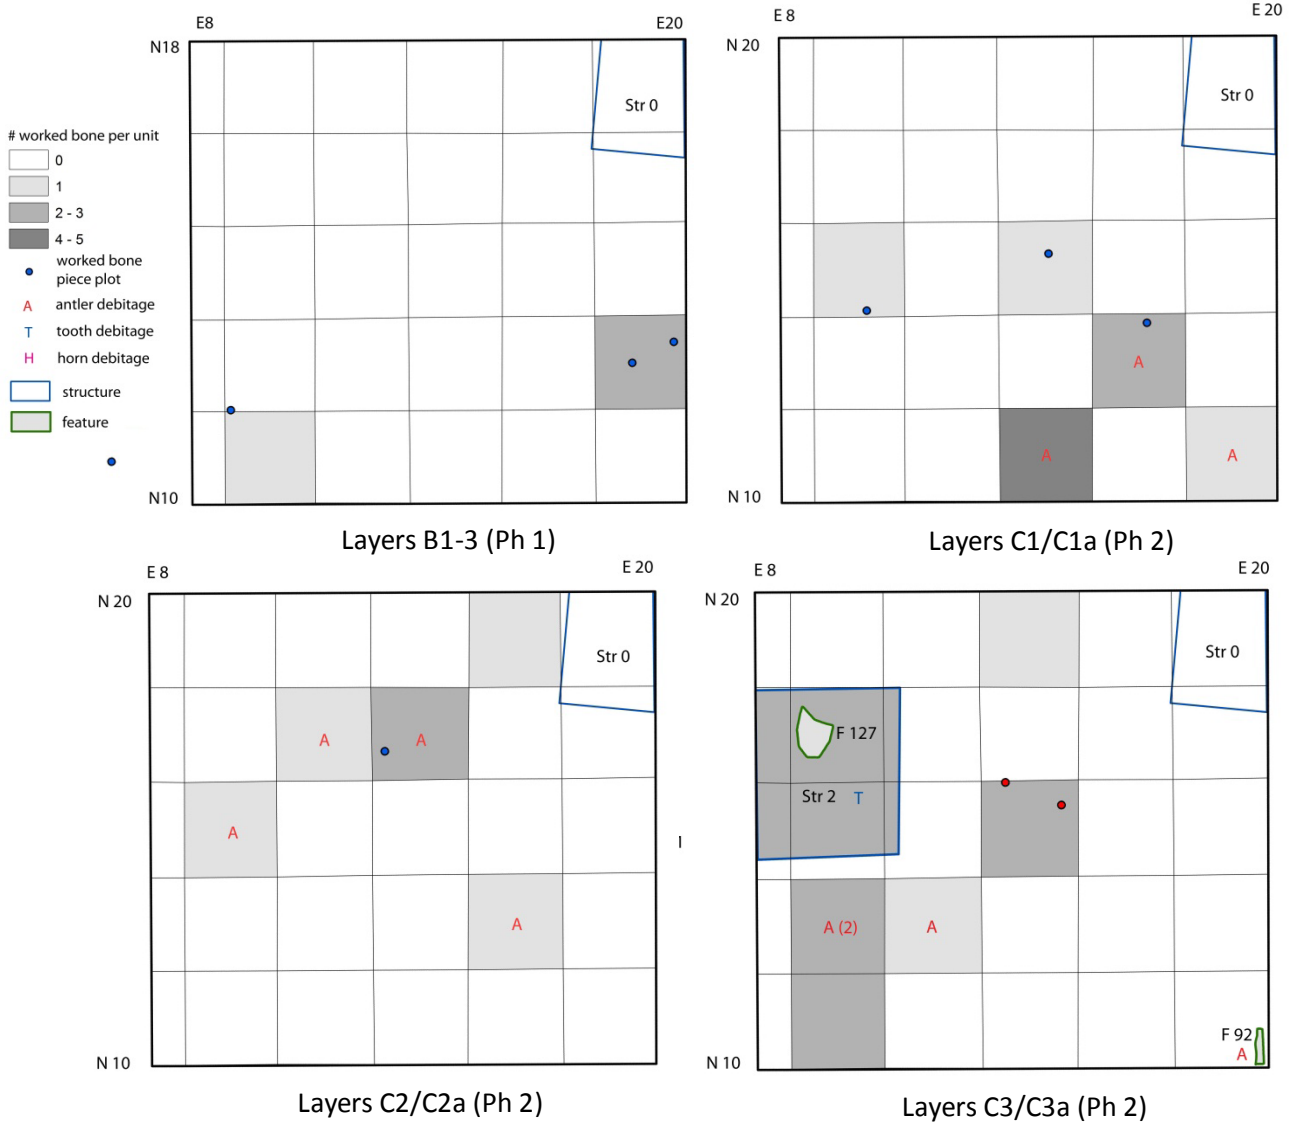 E8
E20
N18
Str 0
# worked bone per unit
0
1
2 - 3
4 - 5
worked bone
piece plot
A antler debitage
T tooth debitage
H horn debitage
structure
feature
N10
Layers B1-3 (Ph 1)
E 8
E 20
N 20
Str 0
A
A
A
N 10
Layers C1/C1a (Ph 2)
E 8
E 20
N 20
Str 0
A
A
A
A
N 10
Layers C2/C2a (Ph 2)
E 8
E 20
N 20
Str 0
F 127
Str 2 T
I
A (2)
A
F 92
A
N 10
Layers C3/C3a (Ph 2)